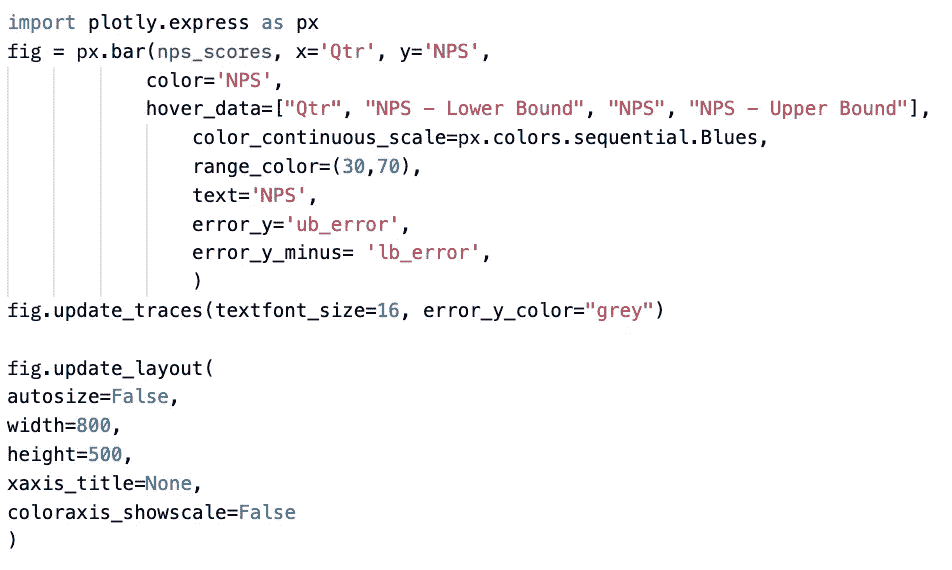 import plotly.express as px
fig = px.bar(nps_scores, x='Qtr', y='NPS',
            color='NPS',
            hover_data=["Qtr", "NPS – Lower Bound", "NPS", "NPS – Upper Bound"],
                color_continuous_scale=px.colors.sequential.Blues,
                range_color=(30,70),
                text='NPS',
                error_y='ub_error',
                error_y_minus= 'lb_error',
                )
fig.update_traces(textfont_size=16, error_y_color="grey")

fig.update_layout(
autosize=False,
width=800,
height=500,
xaxis_title=None,
coloraxis_showscale=False
)